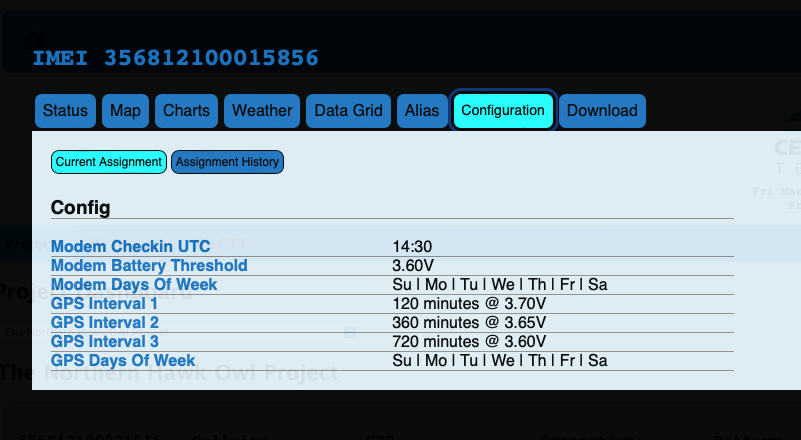 IMEI 356812100015856
Status Map Charts Weather Data Grid Alias Configuration Download
Current Assignment Assignment History
Config
Modem Checkin UTC 14:30
Modem Battery Threshold 3.60V
Modem Days Of Week Su | Mo | Tu | We | Th | Fr | Sa
GPS Interval 1 120 minutes @ 3.70V
GPS Interval 2 360 minutes @ 3.65V
GPS Interval 3 720 minutes @ 3.60V
GPS Days Of Week Su | Mo | Tu | We | Th | Fr | Sa
The Northern Hawk Owl Project